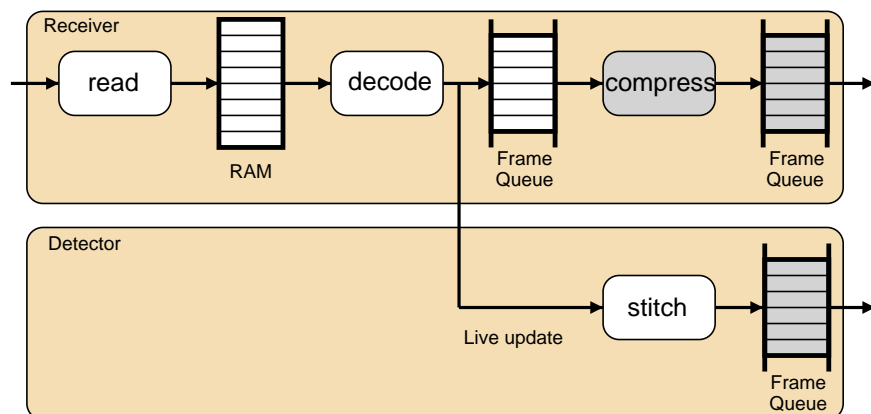 Receiver
read
RAM
decode
Frame
Queue
compress
Frame
Queue
Detector
Live update
stitch
Frame
Queue